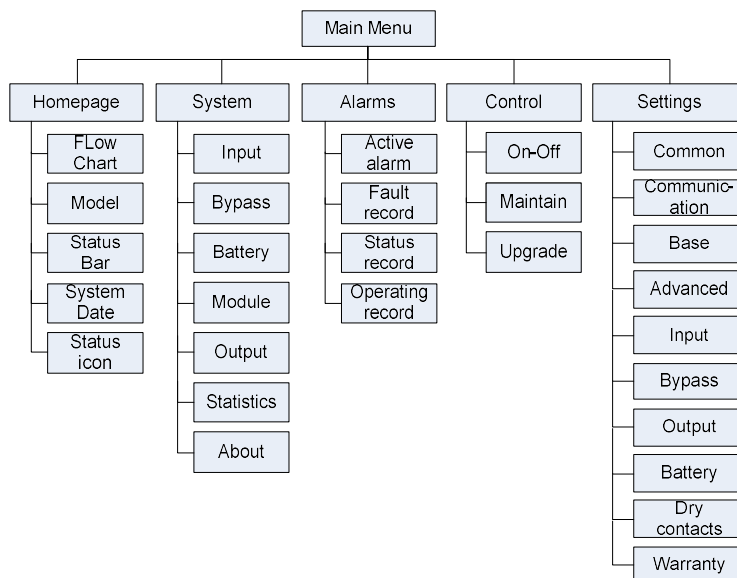 Main Menu
Homepage
System
Alarms
Control
Settings
FLow
Chart
Model
Status
Bar
System
Date
Status
icon
Input
Bypass
Battery
Module
Output
Statistics
About
Active
alarm
Fault
record
Status
record
Operating
record
On-Off
Maintain
Upgrade
Common
Communic-
ation
Base
Advanced
Input
Bypass
Output
Battery
Dry
contacts
Warranty